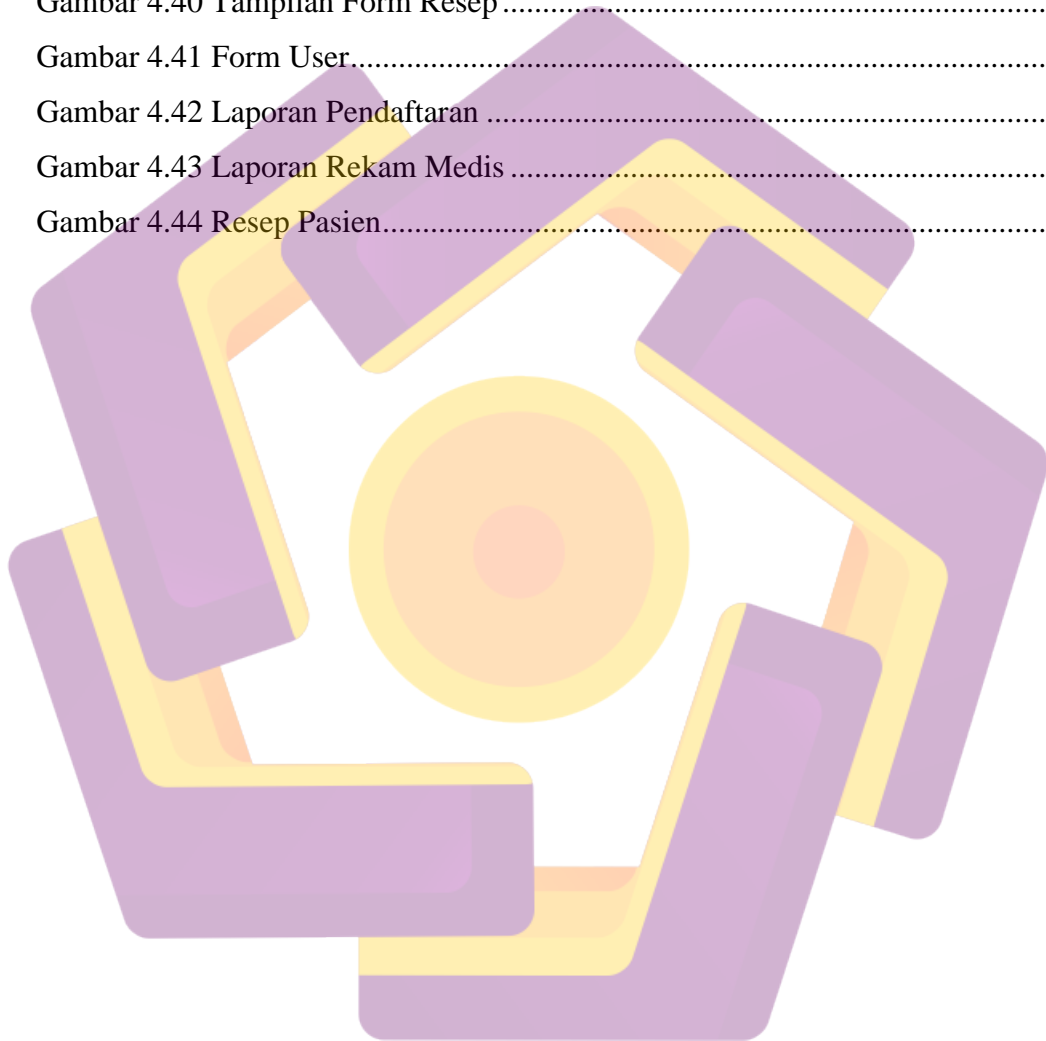 Gambar 4.40 Tampilan Form Resep ....................................................................
Gambar 4.41 Form User.......................................................................................
Gambar 4.42 Laporan Pendaftaran ......................................................................
Gambar 4.43 Laporan Rekam Medis ...................................................................
Gambar 4.44 Resep Pasien...................................................................................